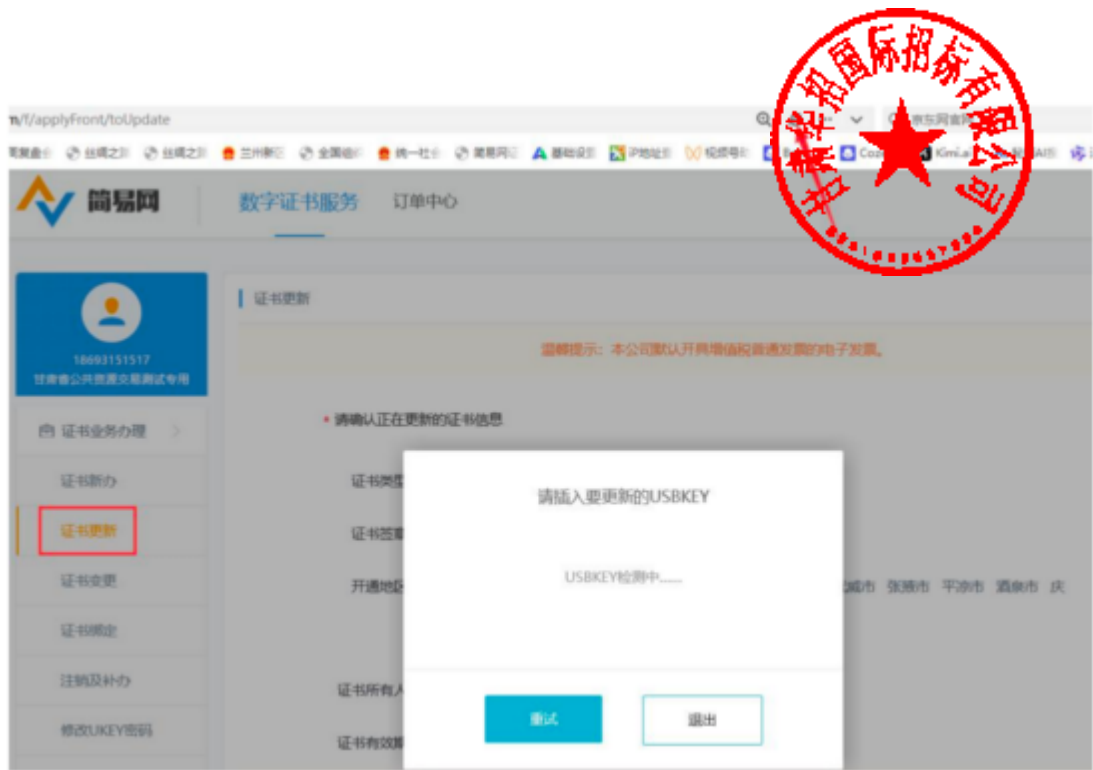 甘肃华招国际招标有限公司
n/f/applyFront/toUpdate
京东网官网
简易网
数字证书服务
订单中心
证书更新
18693151517
甘肃省公共资源交易测试专用
温馨提示：本公司默认开具增值税普通发票的电子发票。
证书业务办理
* 请确认正在更新的证书信息
证书新办
证书类型
请插入要更新的USBKEY
证书更新
证书签章
USBKEY检测中......
证书变更
开通地区
威市 张掖市 平凉市 酒泉市 庆
证书绑定
注销及补办
证书所有人
重试
退出
修改UKEY密码
证书有效期